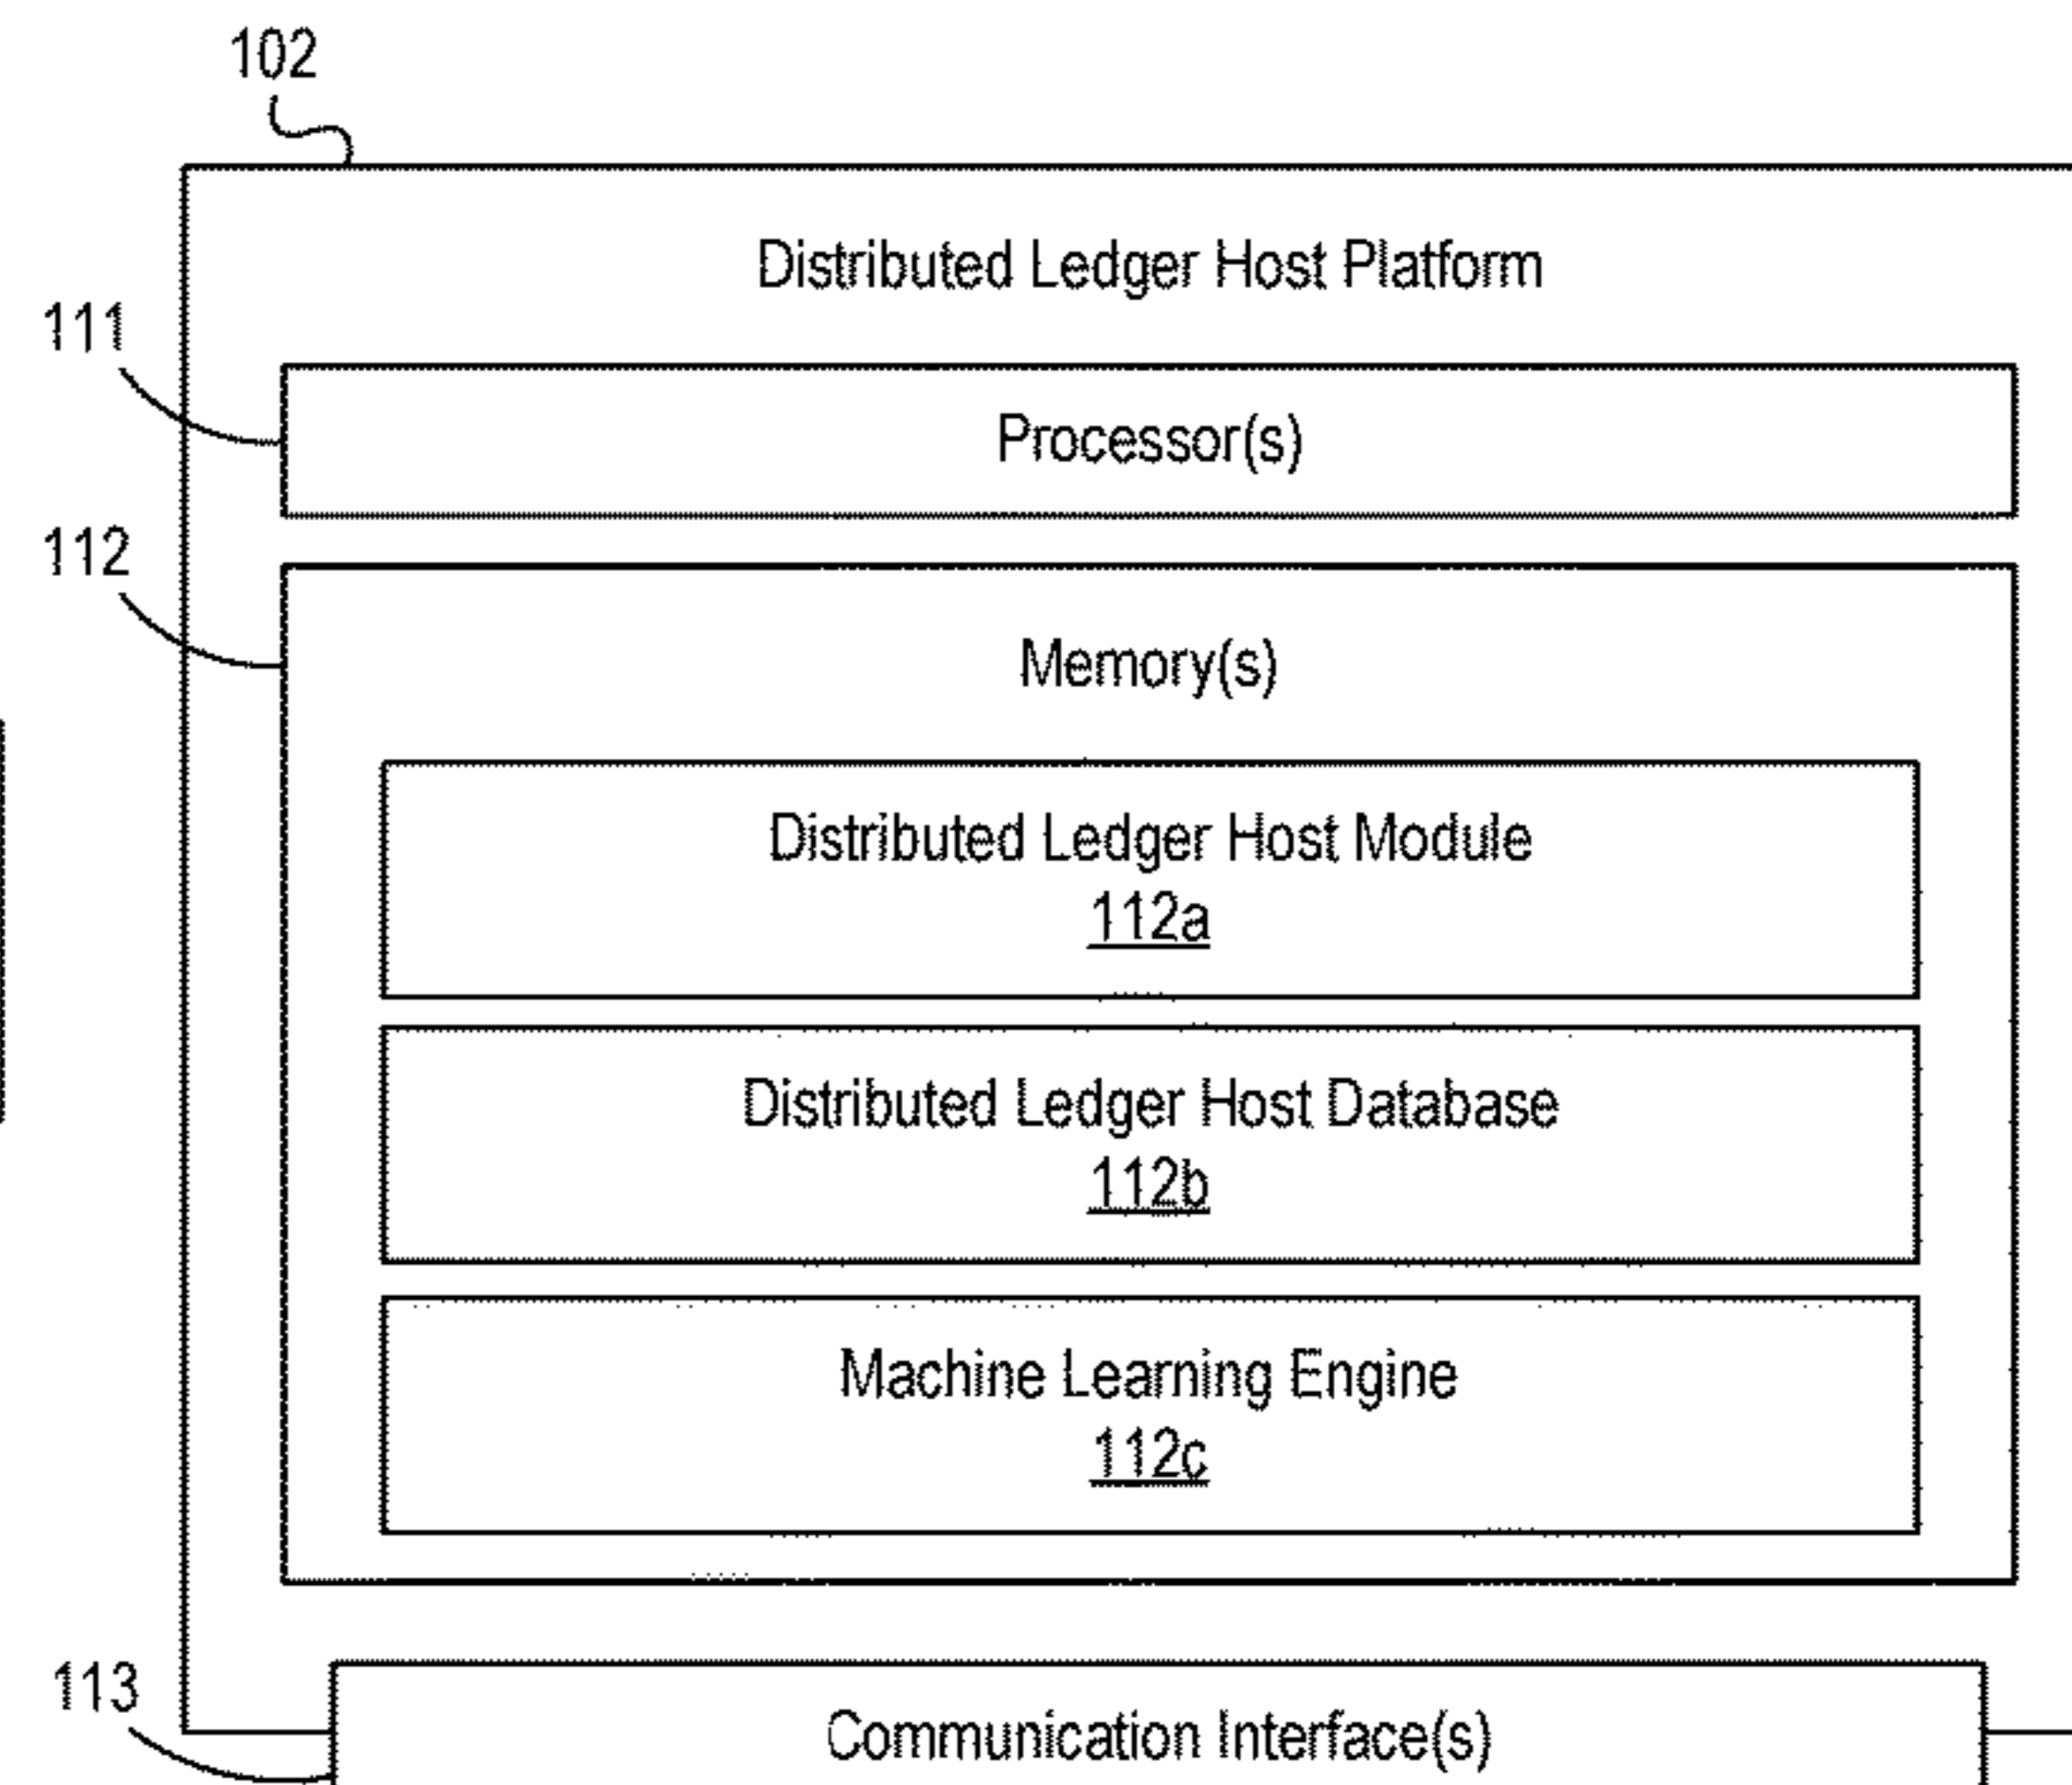 102
Distributed Ledger Host Platform
111
Processor(s)
112
Memory(s)
Distributed Ledger Host Module
112a
Distributed Ledger Host Database
112b
Machine Learning Engine
112c
113
Communication Interface(s)